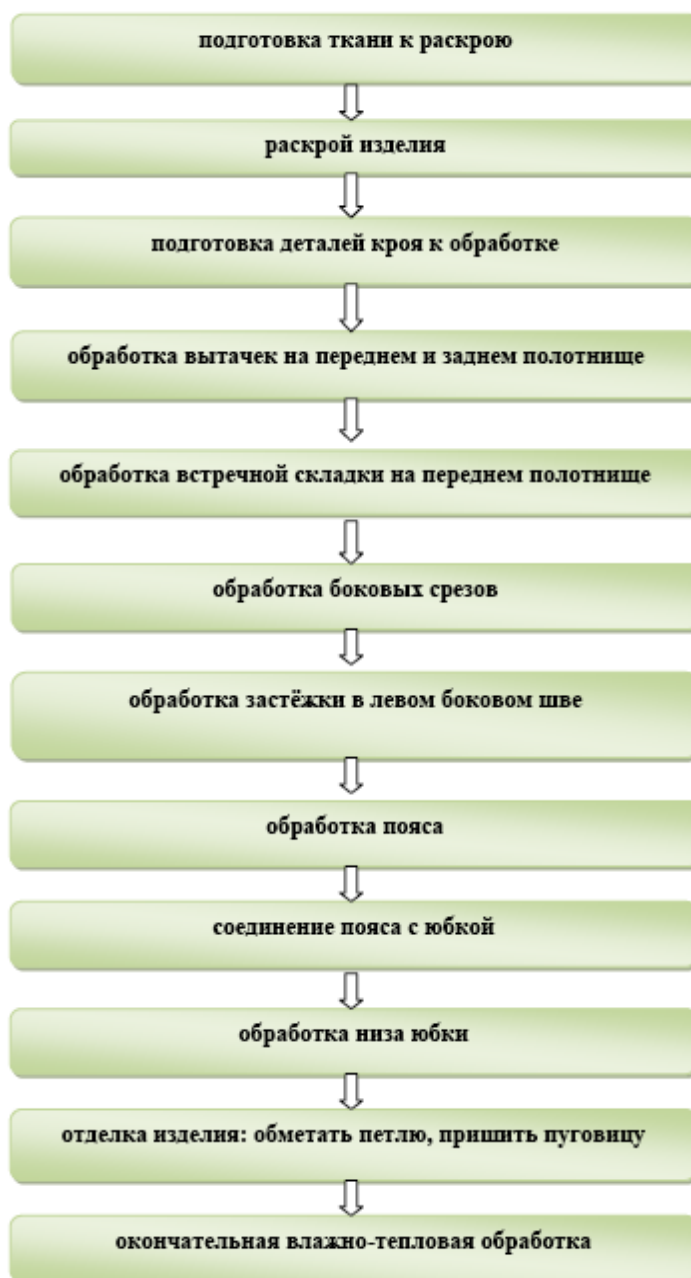 подготовка ткани к раскрою
раскрой изделия
подготовка деталей кроя к обработке
обработка вытачек на переднем и заднем полотнище
обработка встречной складки на переднем полотнище
обработка боковых срезов
обработка застёжки в левом боковом шве
обработка пояса
соединение пояса с юбкой
обработка низа юбки
отделка изделия: обметать петлю, пришить пуговицу
окончательная влажно-тепловая обработка